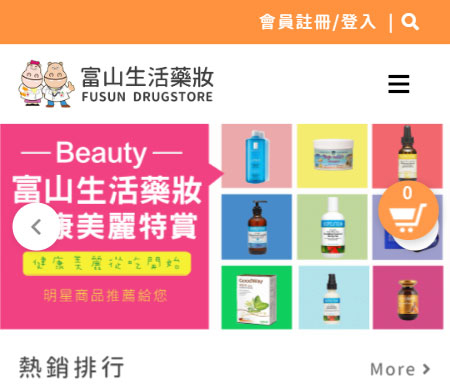 會員註冊/登入 |
富山生活藥妝
FUSUN DRUGSTORE
—Beauty—
富山生活藥妝
康美麗特賞
健康美麗從吃開始
明星商品推薦給您
GoodWay
0
熱銷排行
More >